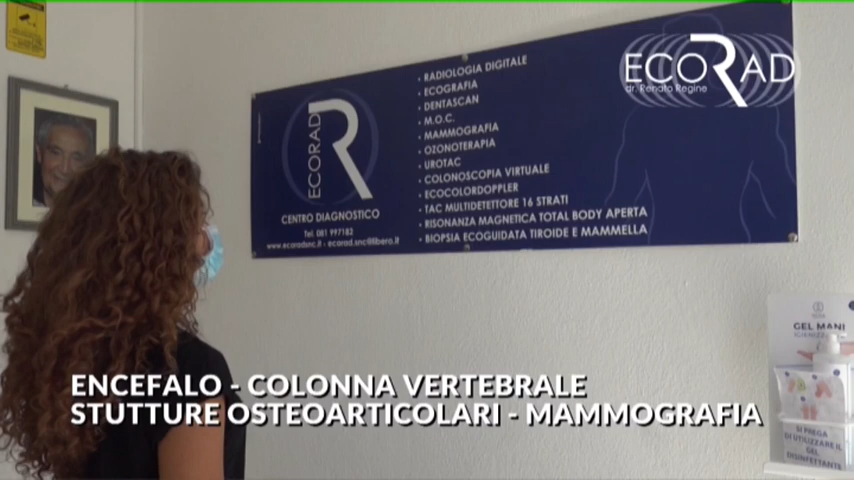 ECORAD
dr. Renato Regine
ECORAD
CENTRO DIAGNOSTICO
Tel. 081 997182
www.ecoradsnc.it - ecorad.snc@libero.it
• RADIOLOGIA DIGITALE
• ECOGRAFIA
• DENTASCAN
• M.O.C.
• MAMMOGRAFIA
• OZONOTERAPIA
• UROTAC
• COLONOSCOPIA VIRTUALE
• ECOCOLORDOPPLER
• TAC MULTIDETETTORE 16 STRATI
• RISONANZA MAGNETICA TOTAL BODY APERTA
• BIOPSIA ECOGUIDATA TIROIDE E MAMMELLA
GEL MANI
SI PREGA
DI UTILIZZARE IL
GEL
DISINFETTANTE
ENCEFALO - COLONNA VERTEBRALE
STUTTURE OSTEOARTICOLARI - MAMMOGRAFIA